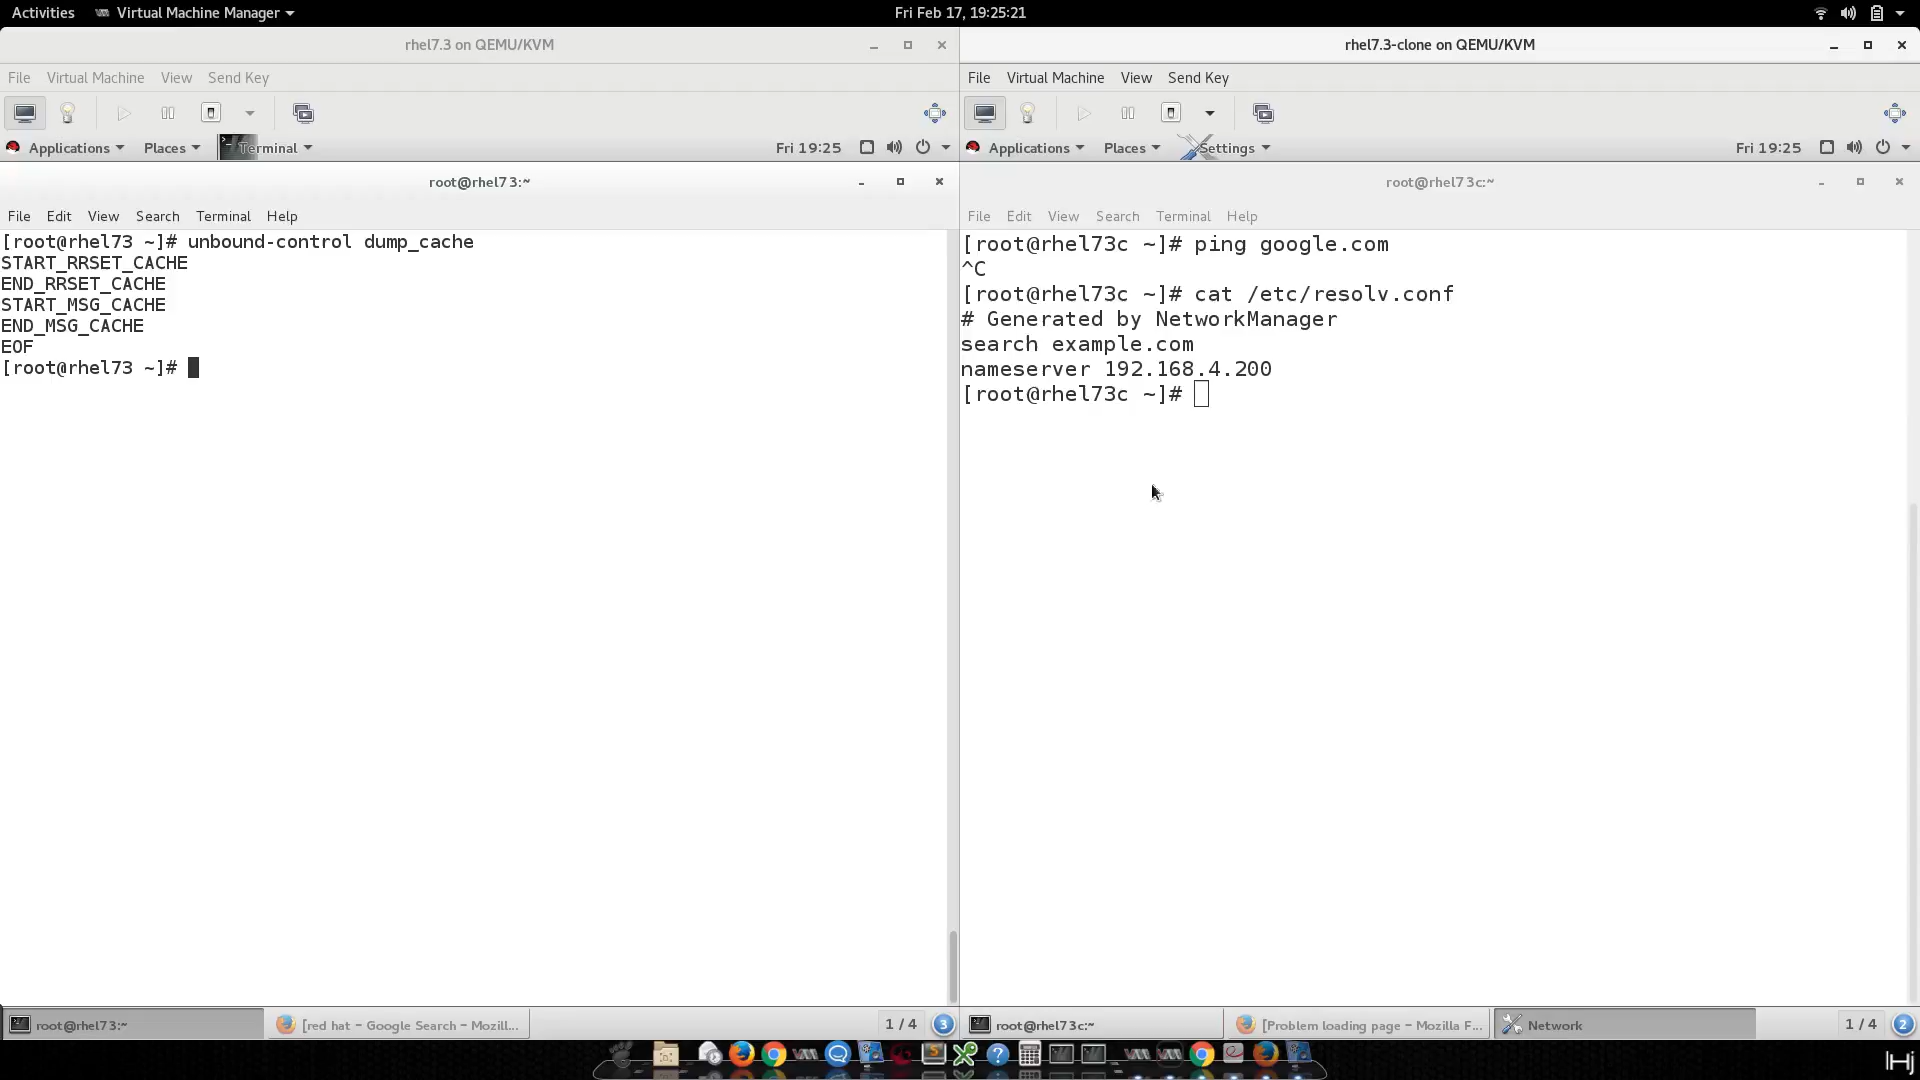 Activities Virtual Machine Manager Fri Feb 17, 19:25:21
rhel7.3 on QEMU/KVM
File Virtual Machine View Send Key
Applications Places Terminal Fri 19:25
root@rhel73:~
File Edit View Search Terminal Help
[root@rhel73 ~]# unbound-control dump_cache
START_RRSET_CACHE
END_RRSET_CACHE
START_MSG_CACHE
END_MSG_CACHE
EOF
[root@rhel73 ~]#
root@rhel73:~ [red hat - Google Search - Mozill... 1 / 4 3
rhel7.3-clone on QEMU/KVM
File Virtual Machine View Send Key
Applications Places Settings Fri 19:25
root@rhel73c:~
File Edit View Search Terminal Help
[root@rhel73c ~]# ping google.com
^C
[root@rhel73c ~]# cat /etc/resolv.conf
# Generated by NetworkManager
search example.com
nameserver 192.168.4.200
[root@rhel73c ~]#
root@rhel73c:~ [Problem loading page - Mozilla F... Network 1 / 4 2